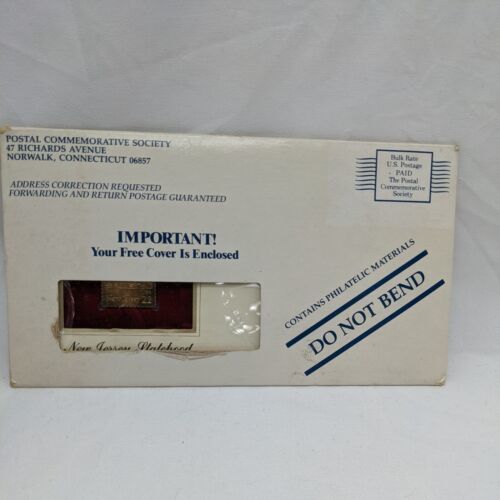 POSTAL COMMEMORATIVE SOCIETY
47 RICHARDS AVENUE
NORWALK, CONNECTICUT 06857
Bulk Rate
U.S. Postage
PAID
The Postal
Commemorative
Society
ADDRESS CORRECTION REQUESTED
FORWARDING AND RETURN POSTAGE GUARANTEED
IMPORTANT!
Your Free Cover Is Enclosed
CONTAINS PHILATELIC MATERIALS
DO NOT BEND
22
New Jersey Statehood